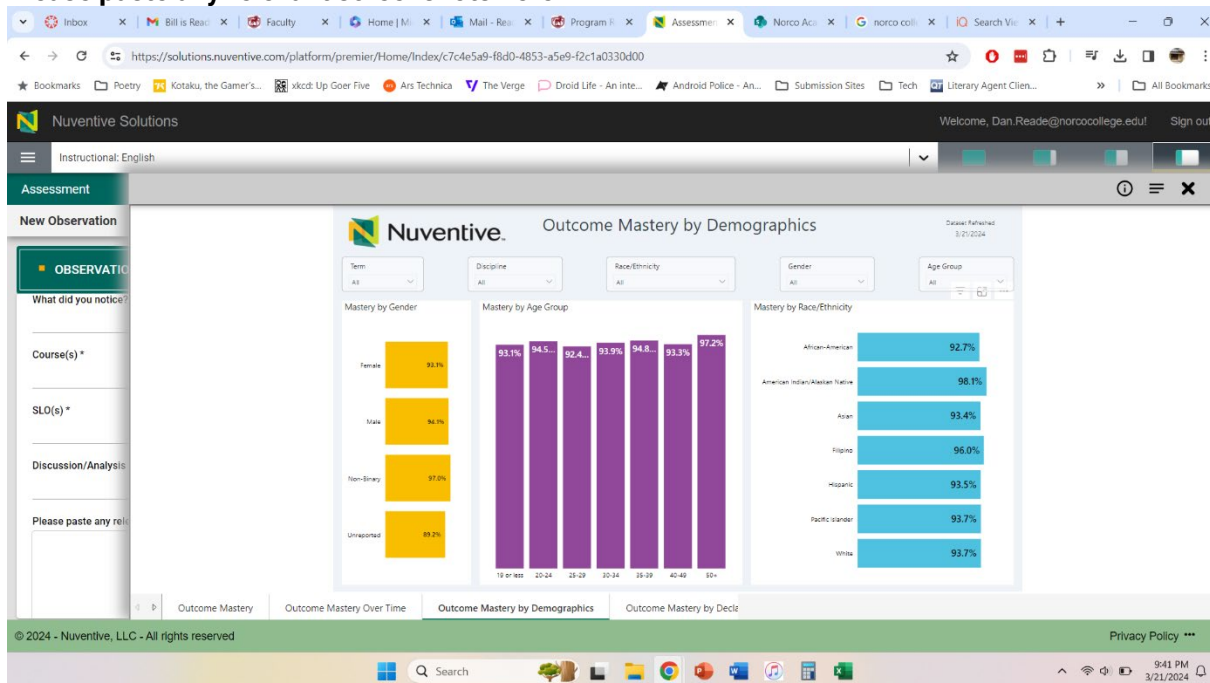 Inbox
Bill is Read
Faculty
Home | M
Mail - Rea
Program R
Assessmen
Norco Aca
norco coll
Search Vie
https://solutions.nuventive.com/platform/premier/Home/Index/c7c4e5a9-f8d0-4853-a5e9-f2c1a0330d00
Bookmarks
Poetry
Kotaku, the Gamer's...
xkcd: Up Goer Five
Ars Technica
The Verge
Droid Life - An inte...
Android Police - An...
Submission Sites
Tech
Literary Agent Clien...
All Bookmarks
Nuventive Solutions
Welcome, Dan.Reade@norcocollege.edu!
Sign out
Instructional: English
Assessment
New Observation
OBSERVATIO
What did you notice?
Course(s) *
SLO(s) *
Discussion/Analysis
Please paste any rele
Nuventive.
Outcome Mastery by Demographics
Dataset Refreshed
3/21/2024
Term
All
Discipline
All
Race/Ethnicity
All
Gender
All
Age Group
All
Mastery by Gender
Female 93.1%
Male 94.1%
Non-Binary 97.0%
Unreported 89.2%
Mastery by Age Group
93.1% 94.5... 92.4... 93.9% 94.8... 93.3% 97.2%
19 or less 20-24 25-29 30-34 35-39 40-49 50+
Mastery by Race/Ethnicity
African-American 92.7%
American Indian/Alaskan Native 98.1%
Asian 93.4%
Filipino 96.0%
Hispanic 93.5%
Pacific Islander 93.7%
White 93.7%
Outcome Mastery
Outcome Mastery Over Time
Outcome Mastery by Demographics
Outcome Mastery by Decla
© 2024 - Nuventive, LLC - All rights reserved
Privacy Policy
Search
9:41 PM
3/21/2024